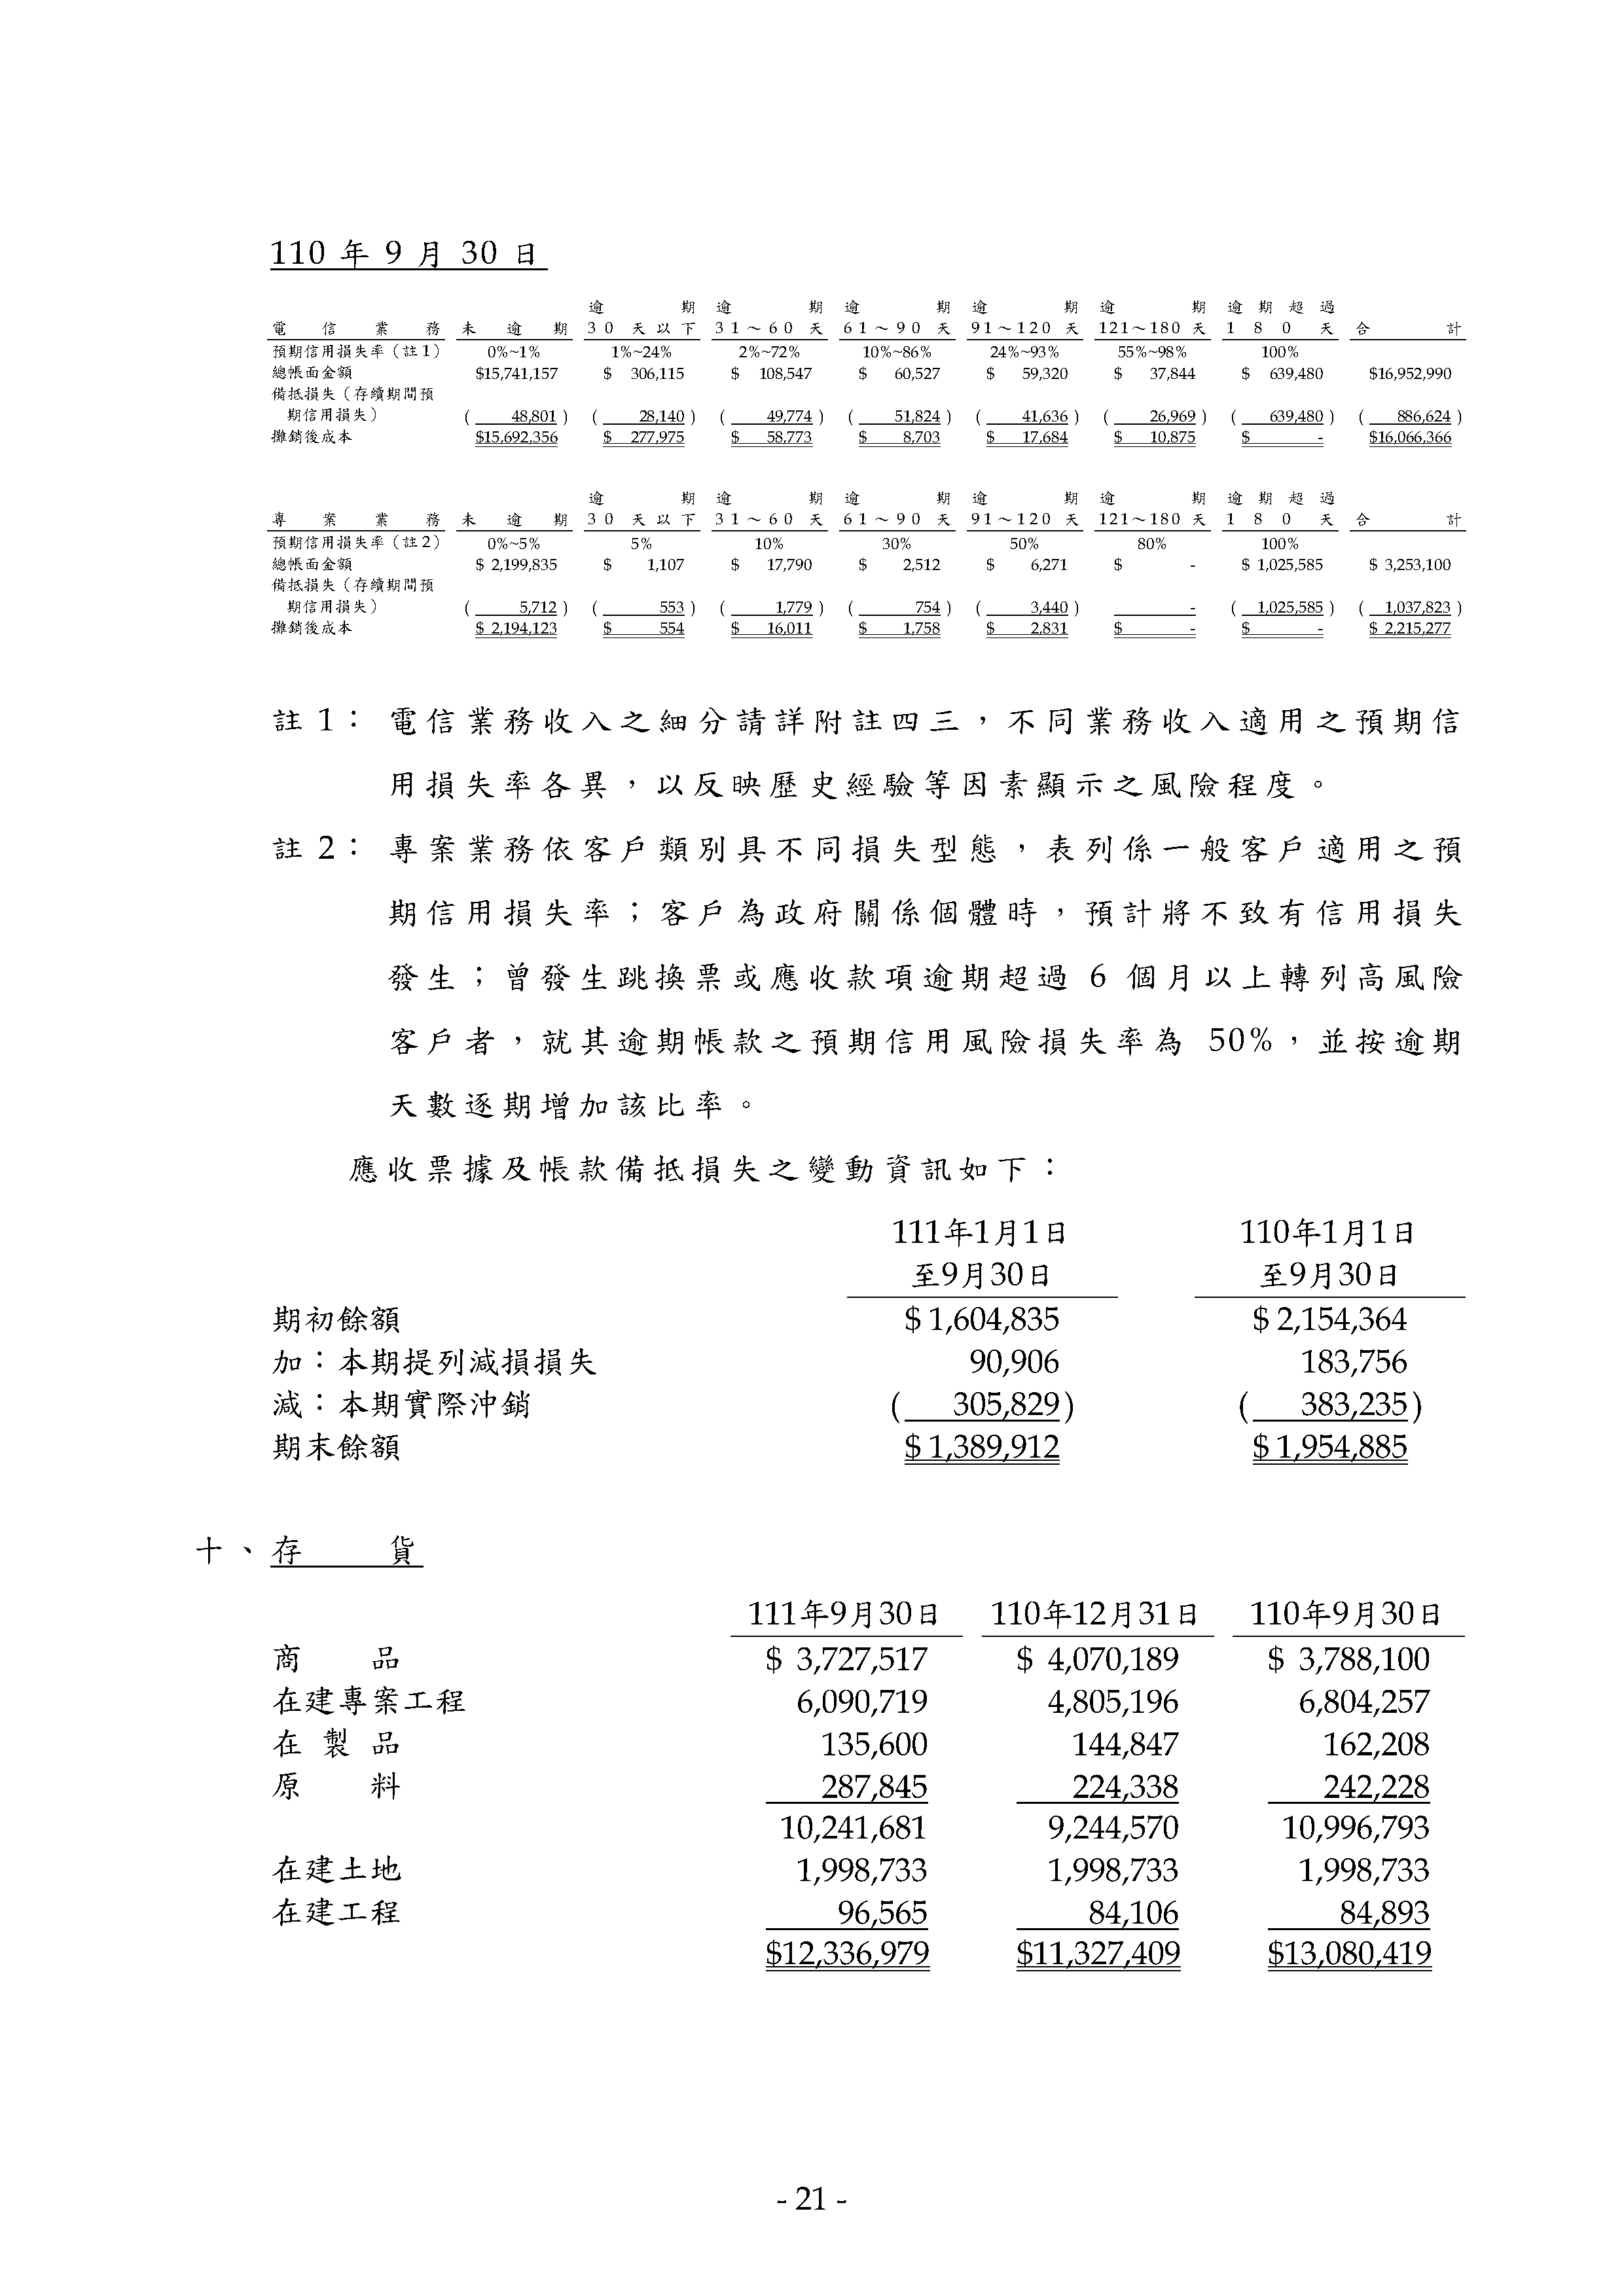 110 年 9 月 30 日
逾期 逾期 逾期 逾期 逾期 逾期超過
電信業務 未逾期 30天以下 31～60天 61～90天 91～120天 121～180天 180天 合計
預期信用損失率（註1） 0%~1% 1%~24% 2%~72% 10%~86% 24%~93% 55%~98% 100%
總帳面金額 $15,741,157 $ 306,115 $ 108,547 $ 60,527 $ 59,320 $ 37,844 $ 639,480 $16,952,990
備抵損失（存續期間預
期信用損失） ( 48,801 ) ( 28,140 ) ( 49,774 ) ( 51,824 ) ( 41,636 ) ( 26,969 ) ( 639,480 ) ( 886,624 )
攤銷後成本 $15,692,356 $ 277,975 $ 58,773 $ 8,703 $ 17,684 $ 10,875 $ - $16,066,366
逾期 逾期 逾期 逾期 逾期 逾期超過
專案業務 未逾期 30天以下 31～60天 61～90天 91～120天 121～180天 180天 合計
預期信用損失率（註2） 0%~5% 5% 10% 30% 50% 80% 100%
總帳面金額 $ 2,199,835 $ 1,107 $ 17,790 $ 2,512 $ 6,271 $ - $ 1,025,585 $ 3,253,100
備抵損失（存續期間預
期信用損失） ( 5,712 ) ( 553 ) ( 1,779 ) ( 754 ) ( 3,440 ) - ( 1,025,585 ) ( 1,037,823 )
攤銷後成本 $ 2,194,123 $ 554 $ 16,011 $ 1,758 $ 2,831 $ - $ - $ 2,215,277
註 1： 電信業務收入之細分請詳附註四三，不同業務收入適用之預期信
用損失率各異，以反映歷史經驗等因素顯示之風險程度。
註 2： 專案業務依客戶類別具不同損失型態，表列係一般客戶適用之預
期信用損失率；客戶為政府關係個體時，預計將不致有信用損失
發生；曾發生跳換票或應收款項逾期超過 6 個月以上轉列高風險
客戶者，就其逾期帳款之預期信用風險損失率為 50%，並按逾期
天數逐期增加該比率。
應收票據及帳款備抵損失之變動資訊如下：
111年1月1日 110年1月1日
至9月30日 至9月30日
期初餘額 $ 1,604,835 $ 2,154,364
加：本期提列減損損失 90,906 183,756
減：本期實際沖銷 ( 305,829) ( 383,235)
期末餘額 $ 1,389,912 $ 1,954,885
十、存貨
111年9月30日 110年12月31日 110年9月30日
商品 $ 3,727,517 $ 4,070,189 $ 3,788,100
在建專案工程 6,090,719 4,805,196 6,804,257
在製品 135,600 144,847 162,208
原料 287,845 224,338 242,228
10,241,681 9,244,570 10,996,793
在建土地 1,998,733 1,998,733 1,998,733
在建工程 96,565 84,106 84,893
$12,336,979 $11,327,409 $13,080,419
- 21 -